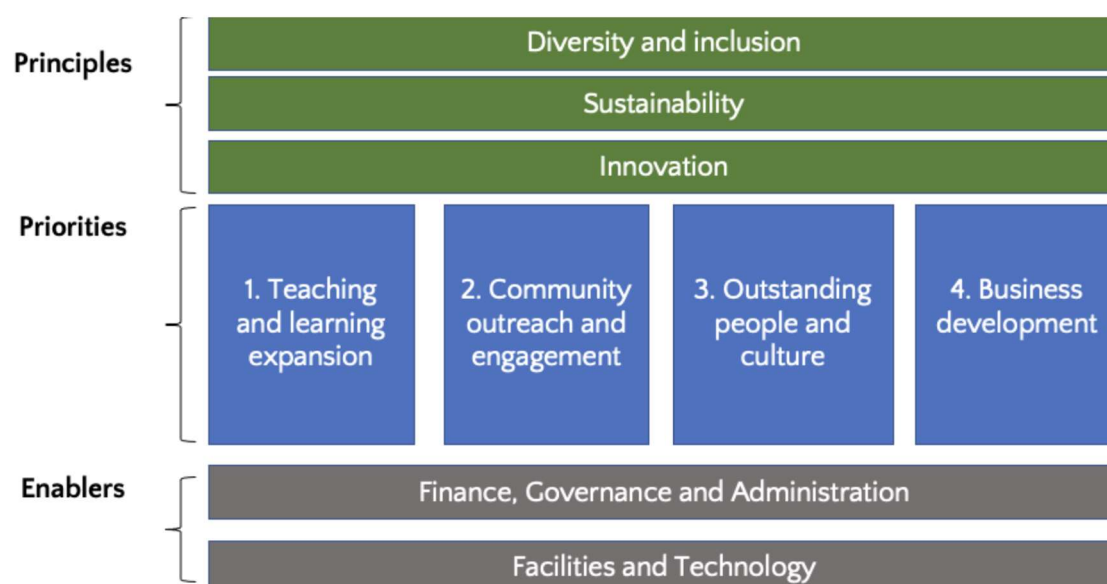 Principles
Diversity and inclusion
Sustainability
Innovation
Priorities
1. Teaching
and learning
expansion
2. Community
outreach and
engagement
3. Outstanding
people and
culture
4. Business
development
Enablers
Finance, Governance and Administration
Facilities and Technology